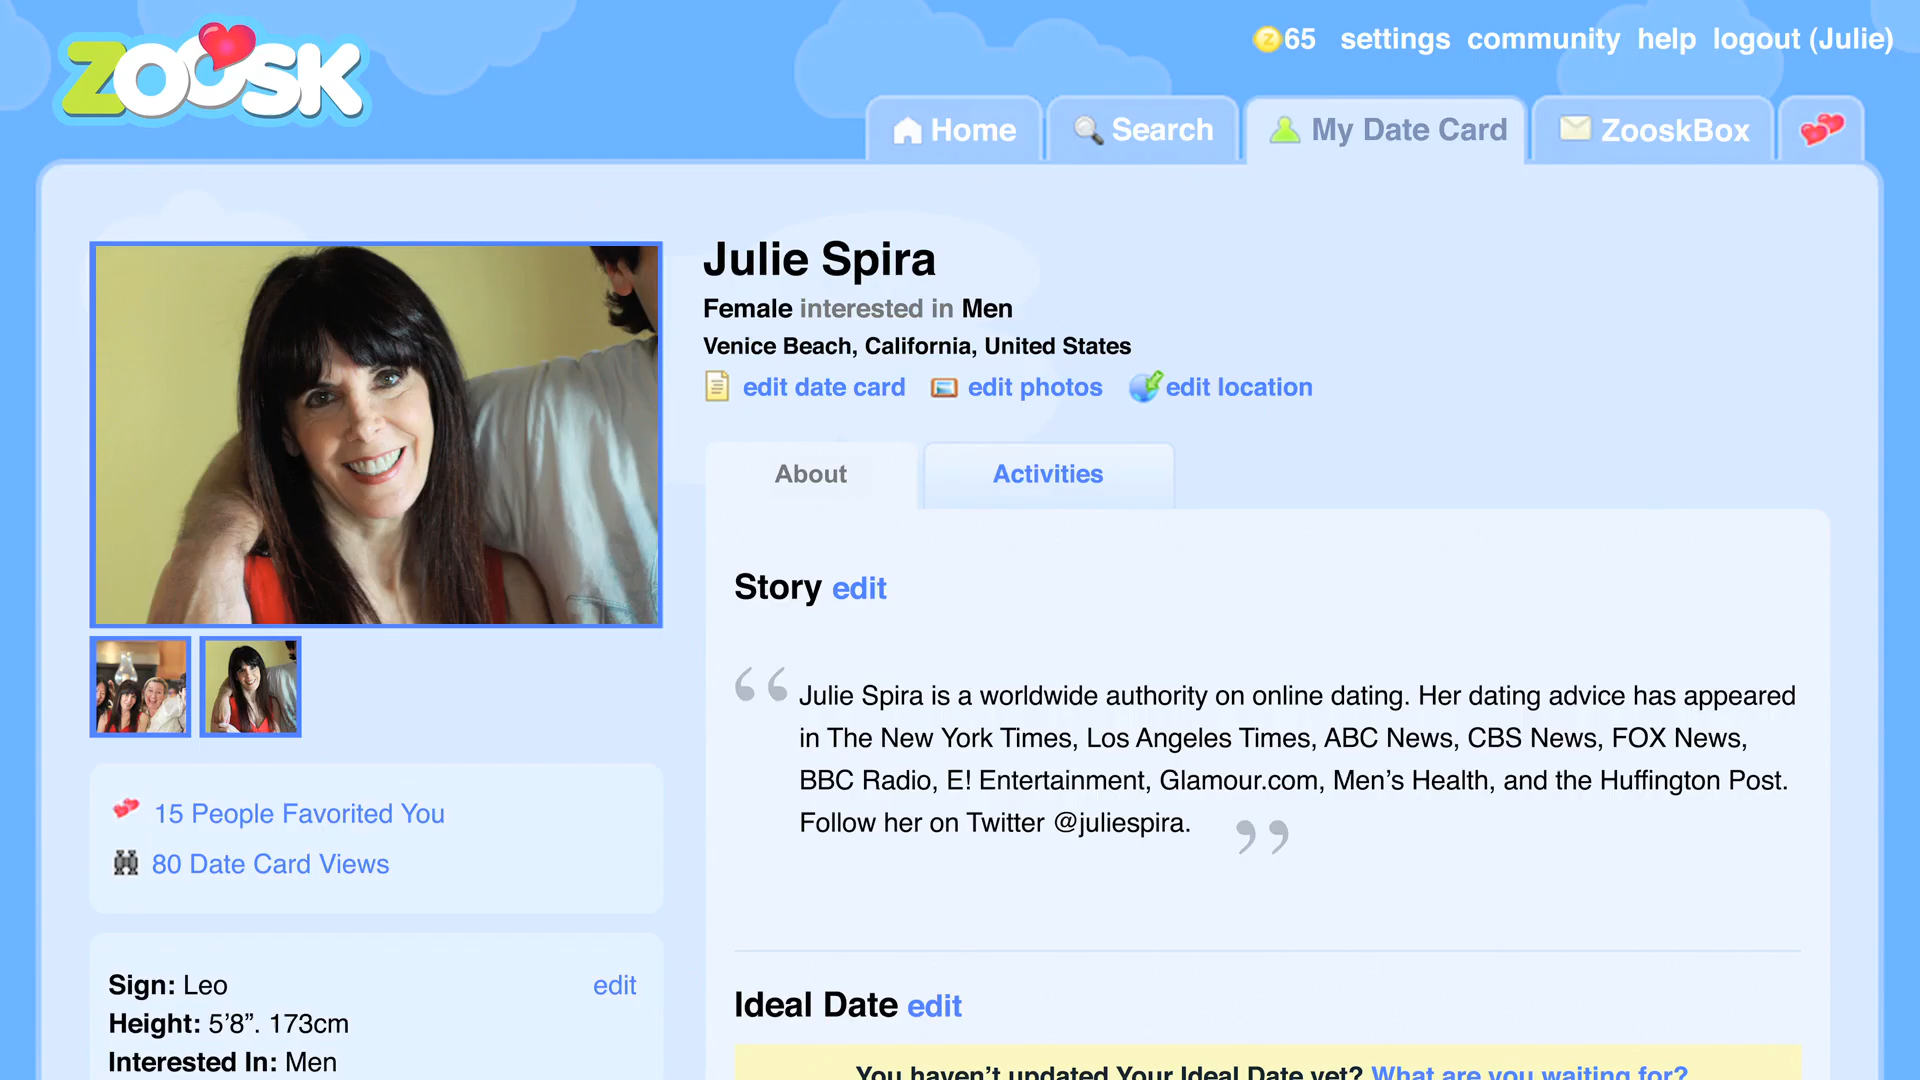 ZOOSK
65 settings community help logout (Julie)
Home Search My Date Card ZooskBox
Julie Spira
Female interested in Men
Venice Beach, California, United States
edit date card edit photos edit location
About Activities
Story edit
“ Julie Spira is a worldwide authority on online dating. Her dating advice has appeared
in The New York Times, Los Angeles Times, ABC News, CBS News, FOX News,
BBC Radio, E! Entertainment, Glamour.com, Men’s Health, and the Huffington Post.
Follow her on Twitter @juliespira. ”
15 People Favorited You
80 Date Card Views
Sign: Leo edit
Height: 5’8”. 173cm
Interested In: Men
Ideal Date edit
You haven’t updated Your Ideal Date yet? What are you waiting for?